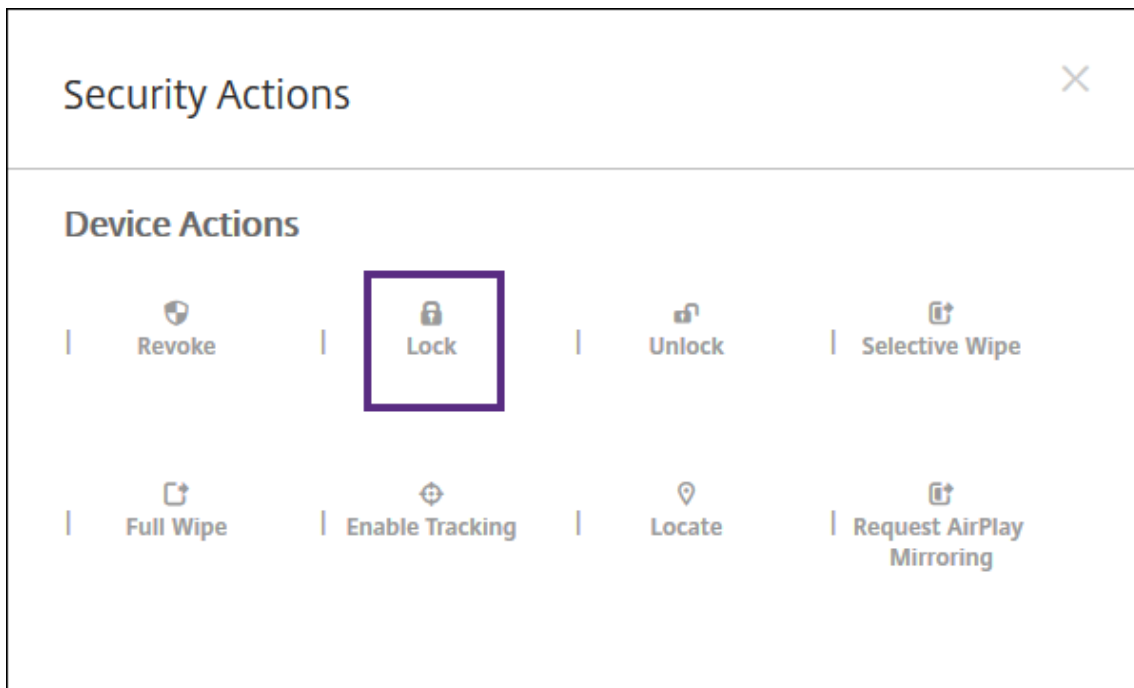 Security Actions
Device Actions
Revoke
Lock
Unlock
Selective Wipe
Full Wipe
Enable Tracking
Locate
Request AirPlay
Mirroring